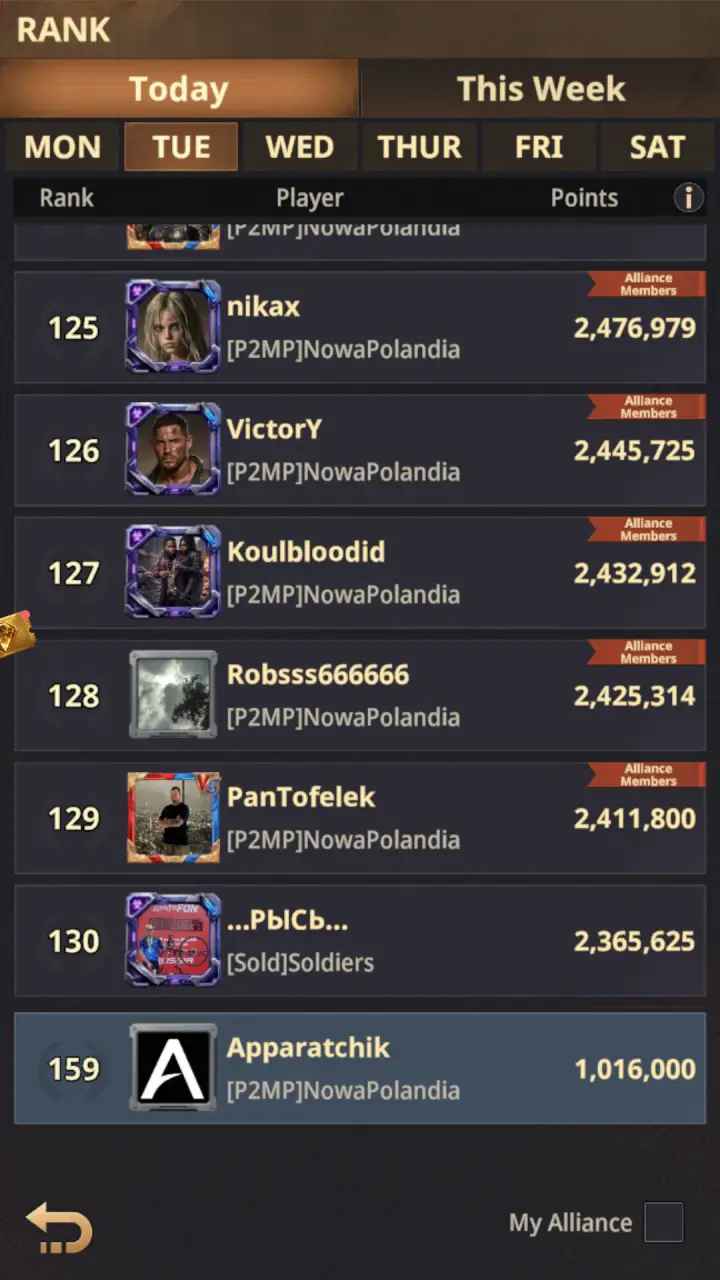 RANK
Today
This Week
MON
TUE
WED
THUR
FRI
SAT
Rank
Player
Points
i
[P2MP]NowaPolandia
125
nikax
[P2MP]NowaPolandia
Alliance
Members
2,476,979
126
VictorY
[P2MP]NowaPolandia
Alliance
Members
2,445,725
127
Koulbloodid
[P2MP]NowaPolandia
Alliance
Members
2,432,912
128
Robsss666666
[P2MP]NowaPolandia
Alliance
Members
2,425,314
129
VS
PanTofelek
[P2MP]NowaPolandia
Alliance
Members
2,411,800
130
...РЫСЬ...
[Sold]Soldiers
2,365,625
159
A
Apparatchik
[P2MP]NowaPolandia
1,016,000
My Alliance